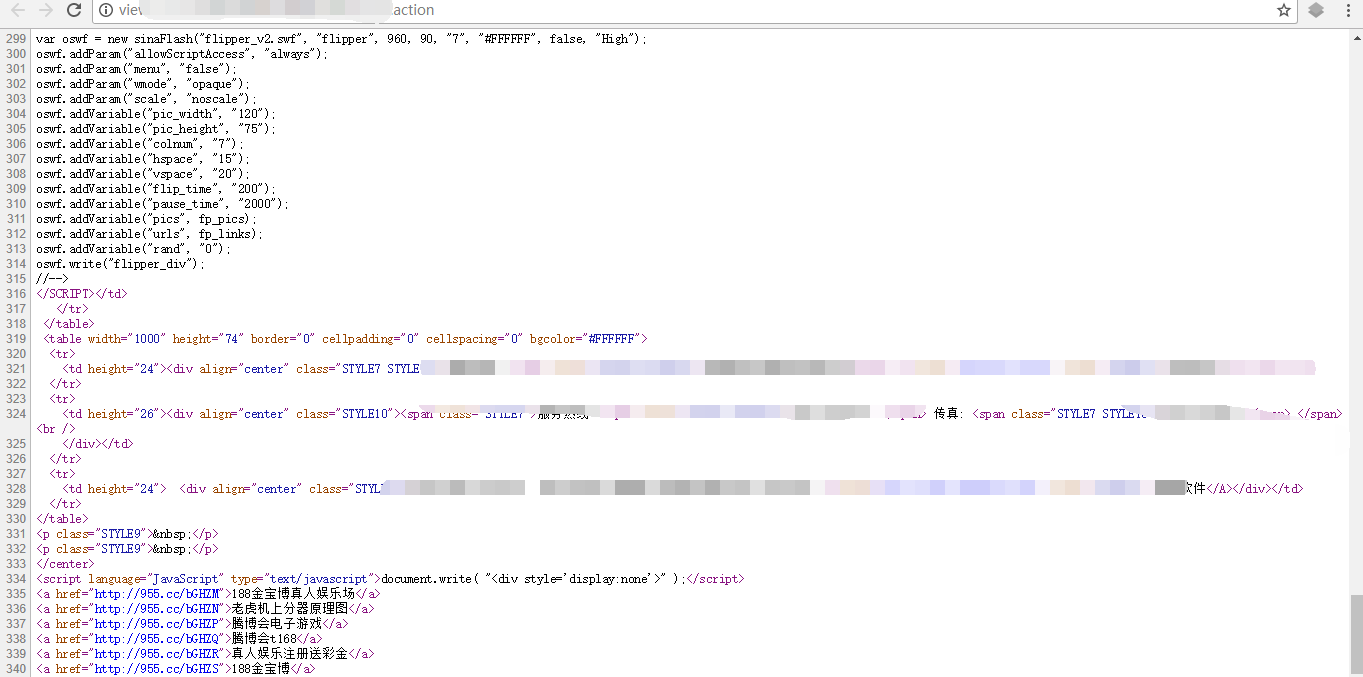 view
.action
299 var oswf = new sinaFlash("flipper_v2.swf", "flipper", 960, 90, "7", "#FFFFFF", false, "High");
300 oswf.addParam("allowScriptAccess", "always");
301 oswf.addParam("menu", "false");
302 oswf.addParam("wmode", "opaque");
303 oswf.addParam("scale", "noscale");
304 oswf.addVariable("pic_width", "120");
305 oswf.addVariable("pic_height", "75");
306 oswf.addVariable("colnum", "7");
307 oswf.addVariable("hspace", "15");
308 oswf.addVariable("vspace", "20");
309 oswf.addVariable("flip_time", "200");
310 oswf.addVariable("pause_time", "2000");
311 oswf.addVariable("pics", fp_pics);
312 oswf.addVariable("urls", fp_links);
313 oswf.addVariable("rand", "0");
314 oswf.write("flipper_div");
315 //-->
316 </SCRIPT></td>
317 </tr>
318 </table>
319 <table width="1000" height="74" border="0" cellpadding="0" cellspacing="0" bgcolor="#FFFFFF">
320 <tr>
321 <td height="24"><div align="center" class="STYLE7 STYLE
322 </tr>
323 <tr>
324 <td height="26"><div align="center" class="STYLE10"><span class="STYLE7">服务热线 传真: <span class="STYLE7 STYLE </span>
<br />
325 </div></td>
326 </tr>
327 <tr>
328 <td height="24"> <div align="center" class="STYL 软件</A></div></td>
329 </tr>
330 </table>
331 <p class="STYLE9">&nbsp;</p>
332 <p class="STYLE9">&nbsp;</p>
333 </center>
334 <script language="JavaScript" type="text/javascript">document.write( "<div style='display:none'>" );</script>
335 <a href="http://955.cc/bGHZM">188金宝博真人娱乐场</a>
336 <a href="http://955.cc/bGHZN">老虎机上分器原理图</a>
337 <a href="http://955.cc/bGHZP">腾博会电子游戏</a>
338 <a href="http://955.cc/bGHZQ">腾博会t168</a>
339 <a href="http://955.cc/bGHZR">真人娱乐注册送彩金</a>
340 <a href="http://955.cc/bGHZS">188金宝博</a>